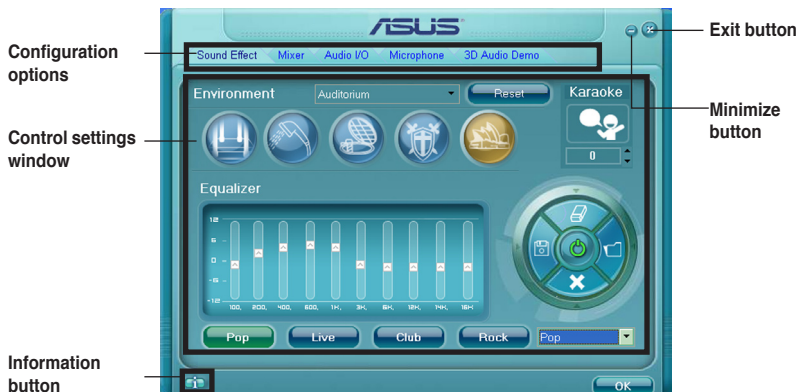 ASUS
Exit button
Configuration
options
Sound Effect Mixer Audio I/O Microphone 3D Audio Demo
Minimize
button
Environment Auditorium Reset Karaoke
0
Control settings
window
Equalizer
12
5
0
-5
-12
100, 200, 400, 600, 1K, 3K, 6K, 12K, 14K, 16K
Pop Live Club Rock Pop
Information
button
i
OK